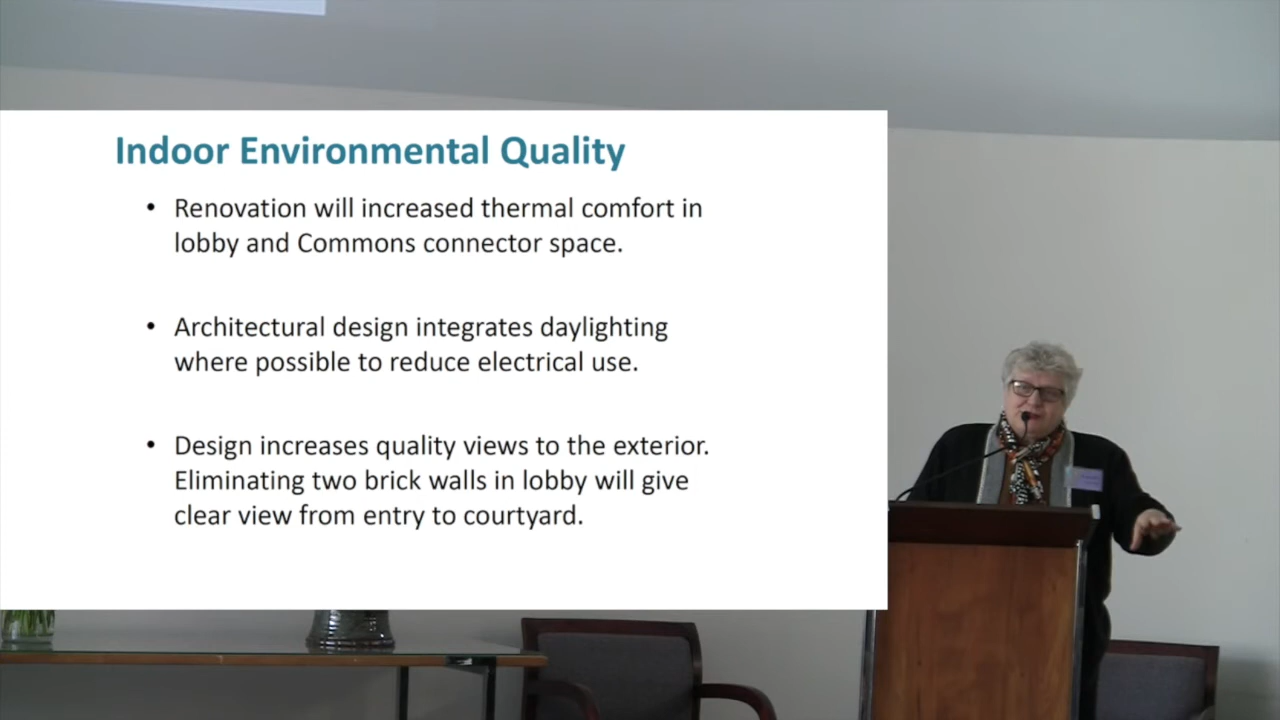 Indoor Environmental Quality
• Renovation will increased thermal comfort in
lobby and Commons connector space.
• Architectural design integrates daylighting
where possible to reduce electrical use.
• Design increases quality views to the exterior.
Eliminating two brick walls in lobby will give
clear view from entry to courtyard.